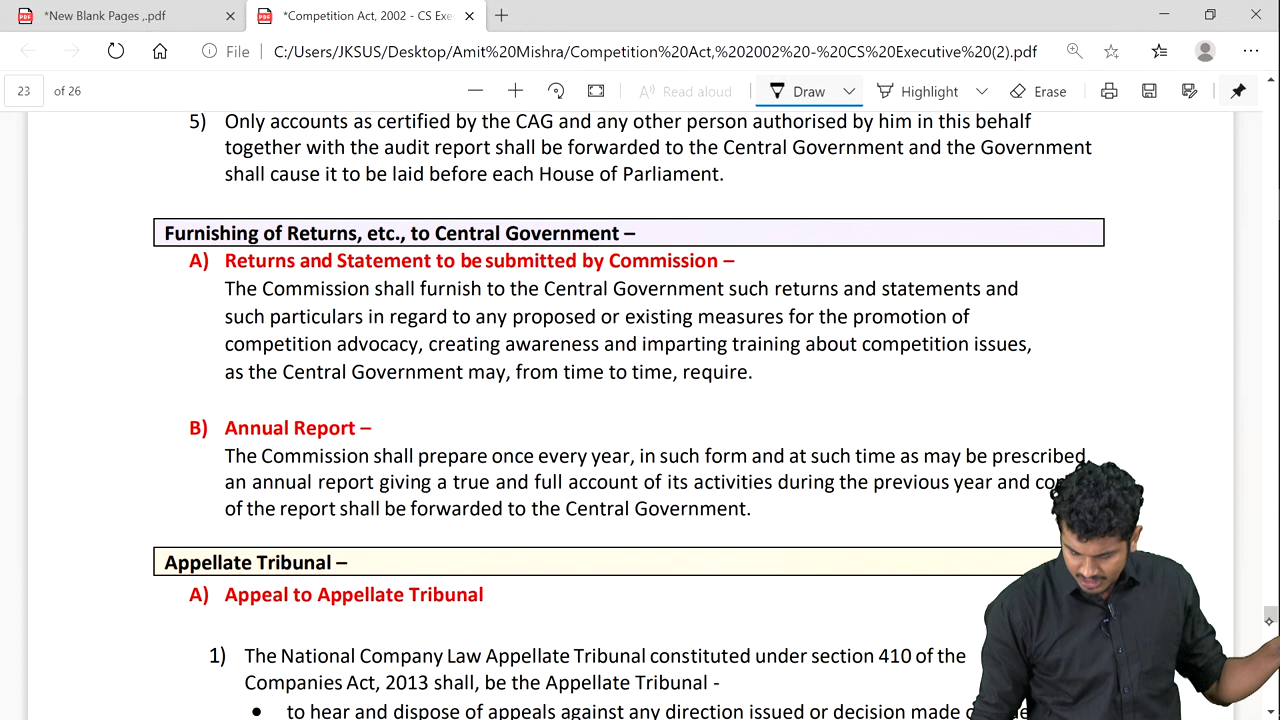 *New Blank Pages ,.pdf
*Competition Act, 2002 - CS Exe
File
C:/Users/JKSUS/Desktop/Amit%20Mishra/Competition%20Act,%202002%20-%20CS%20Executive%20(2).pdf
23 of 26
Read aloud
Draw
Highlight
Erase
5) Only accounts as certified by the CAG and any other person authorised by him in this behalf
together with the audit report shall be forwarded to the Central Government and the Government
shall cause it to be laid before each House of Parliament.
Furnishing of Returns, etc., to Central Government –
A) Returns and Statement to be submitted by Commission –
The Commission shall furnish to the Central Government such returns and statements and
such particulars in regard to any proposed or existing measures for the promotion of
competition advocacy, creating awareness and imparting training about competition issues,
as the Central Government may, from time to time, require.
B) Annual Report –
The Commission shall prepare once every year, in such form and at such time as may be prescribed,
an annual report giving a true and full account of its activities during the previous year and
of the report shall be forwarded to the Central Government.
Appellate Tribunal –
A) Appeal to Appellate Tribunal
1) The National Company Law Appellate Tribunal constituted under section 410 of the
Companies Act, 2013 shall, be the Appellate Tribunal -
• to hear and dispose of appeals against any direction issued or decision made